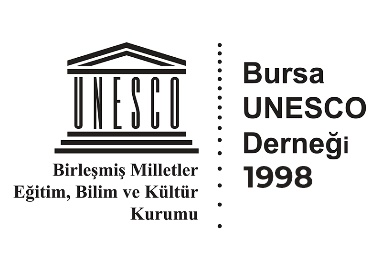 UNESCO
Birleşmiş Milletler
Eğitim, Bilim ve Kültür
Kurumu
Bursa
UNESCO
Derneği
1998